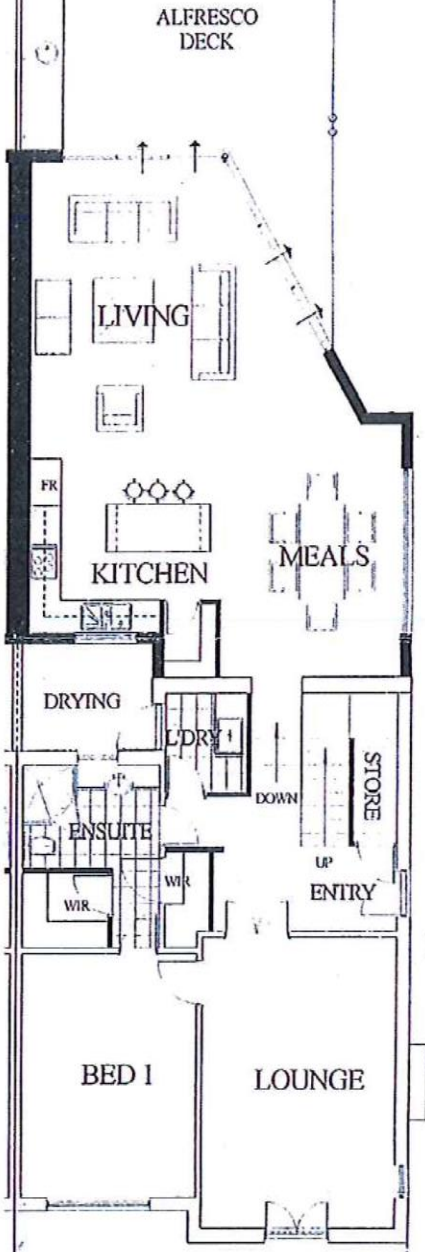 ALFRESCO
DECK
LIVING
FR
KITCHEN
MEALS
DRYING
L'DRY
STORE
DOWN
ENSUITE
UP
WIR
ENTRY
WIR
BED 1
LOUNGE